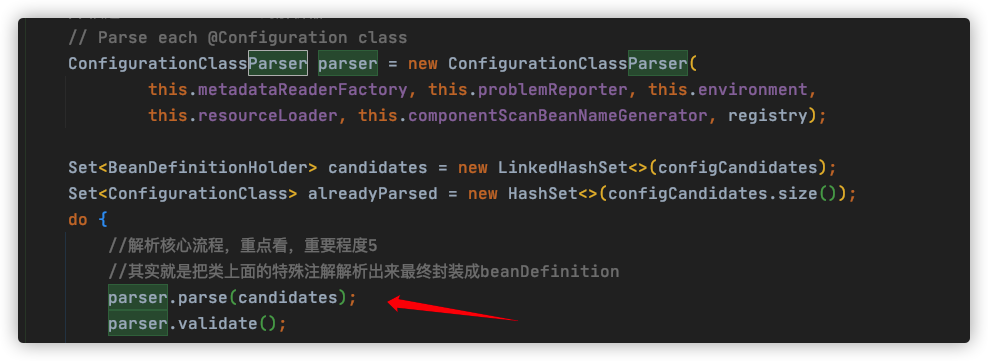 // Parse each @Configuration class
ConfigurationClassParser parser = new ConfigurationClassParser(
this.metadataReaderFactory, this.problemReporter, this.environment,
this.resourceLoader, this.componentScanBeanNameGenerator, registry);
Set<BeanDefinitionHolder> candidates = new LinkedHashSet<>(configCandidates);
Set<ConfigurationClass> alreadyParsed = new HashSet<>(configCandidates.size());
do {
//解析核心流程，重点看，重要程度5
//其实就是把类上面的特殊注解解析出来最终封装成beanDefinition
parser.parse(candidates);
parser.validate();